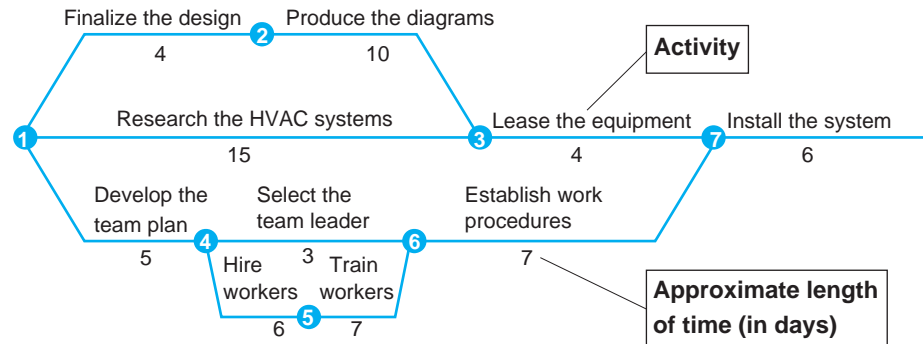 Finalize the design
Produce the diagrams
2
4
10
Activity
Research the HVAC systems
Lease the equipment
Install the system
1
3
7
15
4
6
Develop the
team plan
Select the
team leader
Establish work
procedures
4
6
5
3
7
Hire
workers
Train
workers
5
6
7
Approximate length
of time (in days)